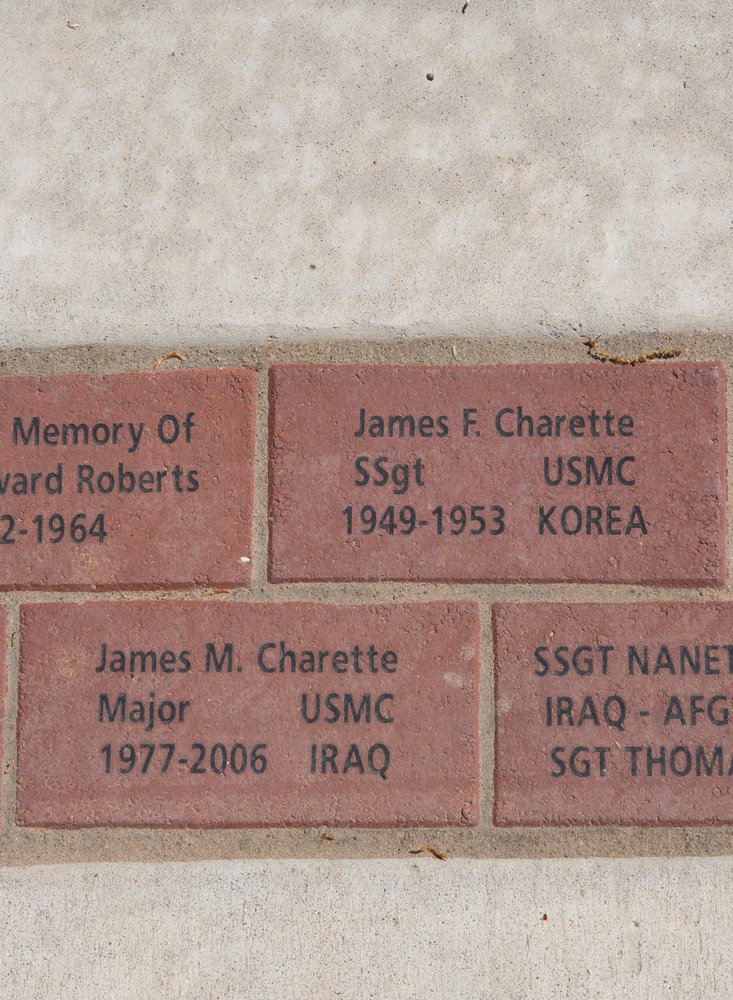 Memory Of
Roberts
-1964
James F. Charette
SSgt USMC
1949-1953 KOREA
James M. Charette
Major USMC
1977-2006 IRAQ
SSGT
IRAQ -
SGT